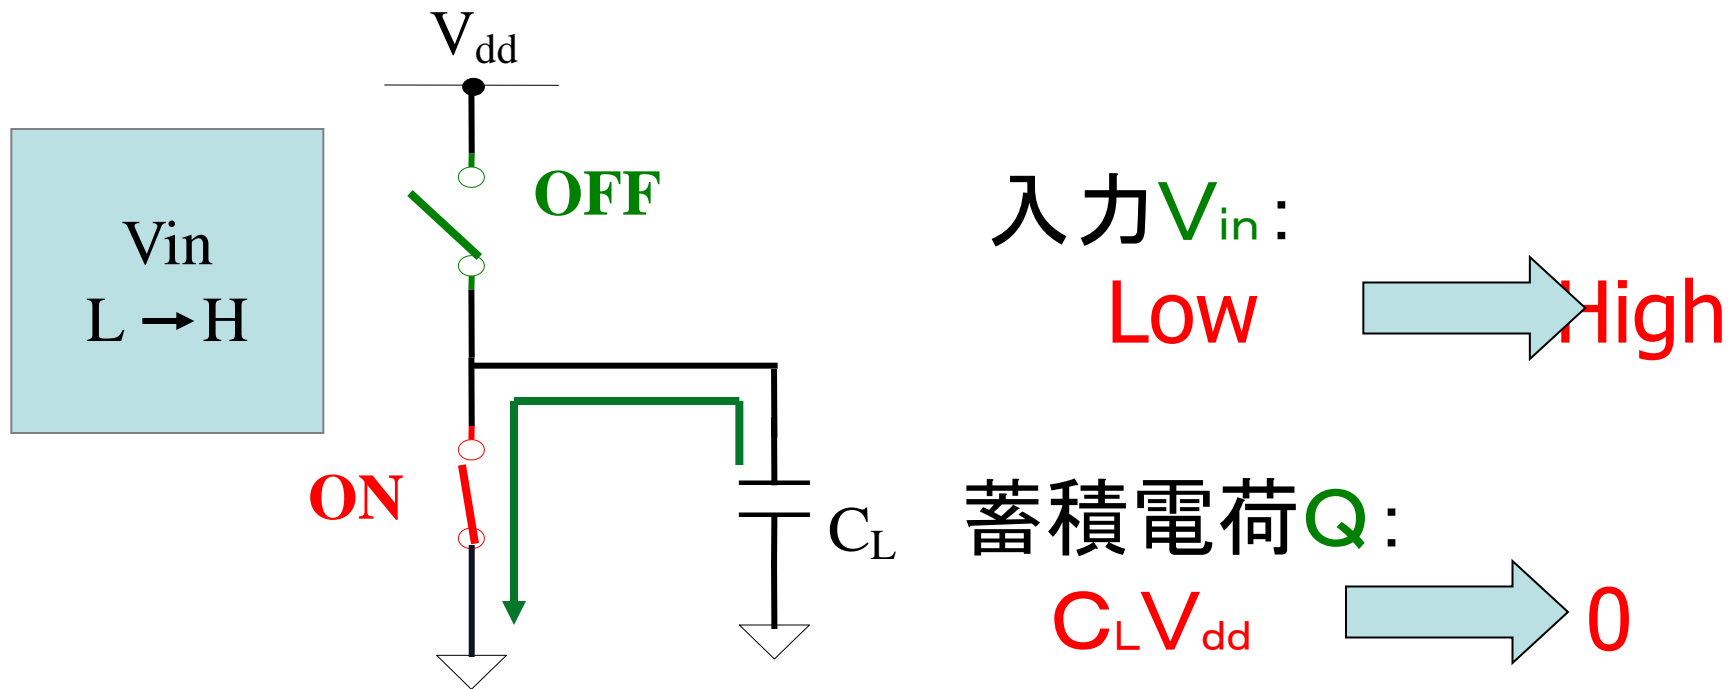 Vdd
OFF
Vin
L → H
ON
CL
入力Vin:
Low High
蓄積電荷Q:
CLVdd 0